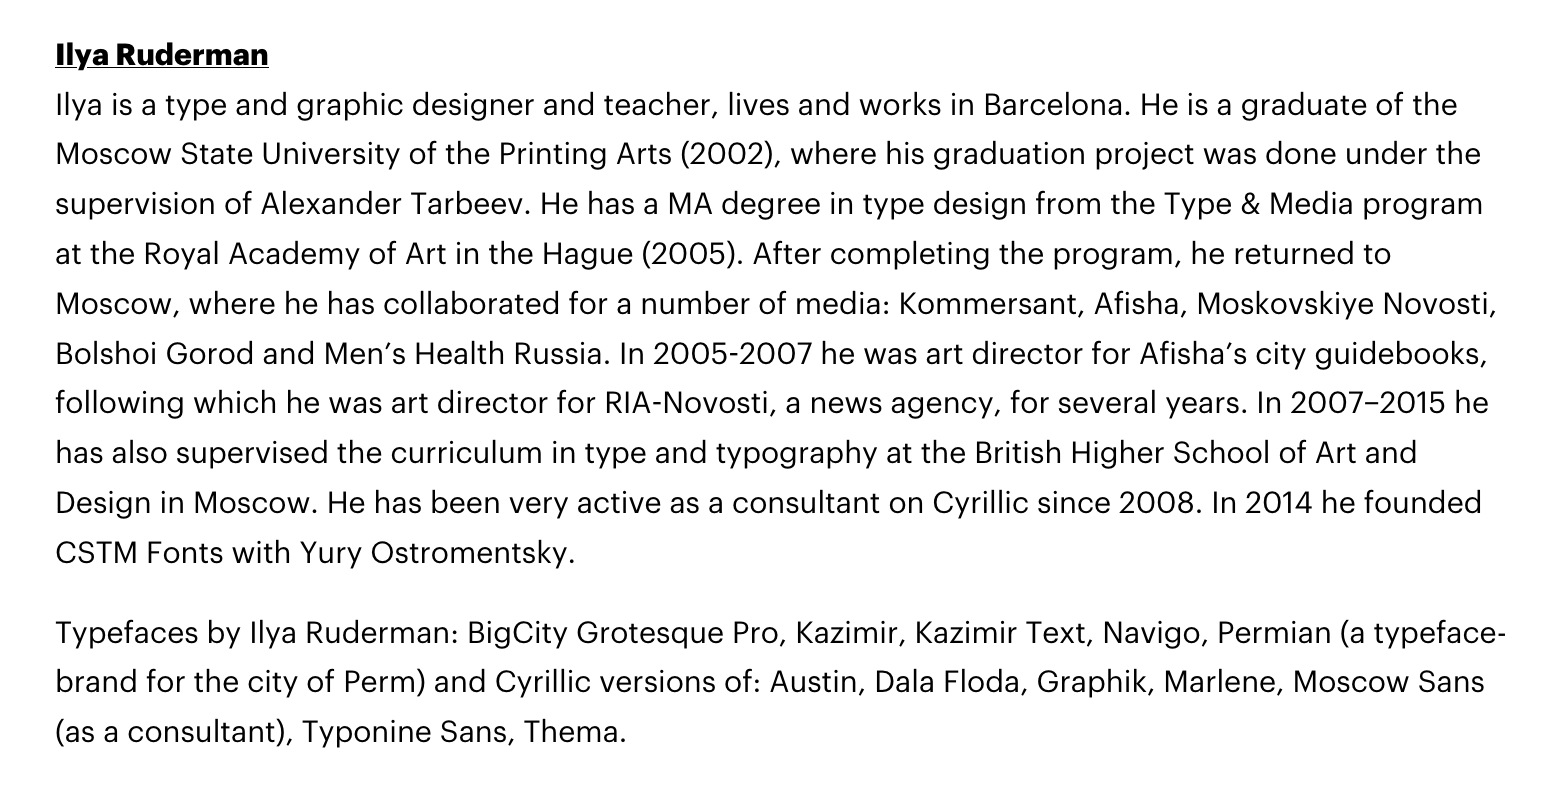 Ilya Ruderman
Ilya is a type and graphic designer and teacher, lives and works in Barcelona. He is a graduate of the
Moscow State University of the Printing Arts (2002), where his graduation project was done under the
supervision of Alexander Tarbeev. He has a MA degree in type design from the Type & Media program
at the Royal Academy of Art in the Hague (2005). After completing the program, he returned to
Moscow, where he has collaborated for a number of media: Kommersant, Afisha, Moskovskiye Novosti,
Bolshoi Gorod and Men’s Health Russia. In 2005-2007 he was art director for Afisha’s city guidebooks,
following which he was art director for RIA-Novosti, a news agency, for several years. In 2007–2015 he
has also supervised the curriculum in type and typography at the British Higher School of Art and
Design in Moscow. He has been very active as a consultant on Cyrillic since 2008. In 2014 he founded
CSTM Fonts with Yury Ostromentsky.
Typefaces by Ilya Ruderman: BigCity Grotesque Pro, Kazimir, Kazimir Text, Navigo, Permian (a typeface-
brand for the city of Perm) and Cyrillic versions of: Austin, Dala Floda, Graphik, Marlene, Moscow Sans
(as a consultant), Typonine Sans, Thema.